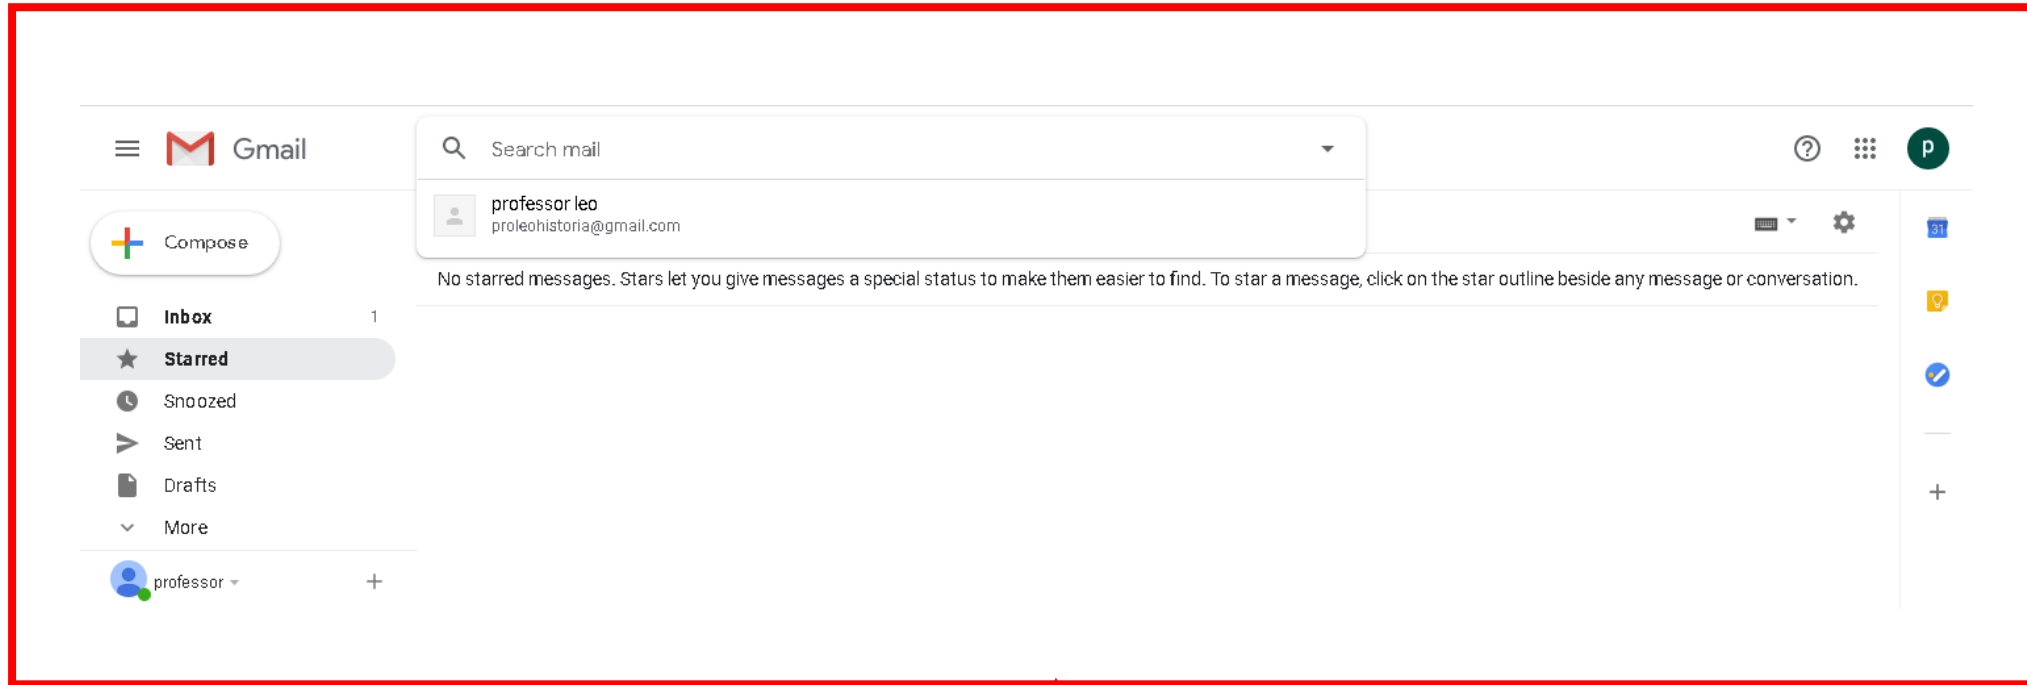 Gmail
Search mail
p
professor leo
proleohistoria@gmail.com
Compose
31
No starred messages. Stars let you give messages a special status to make them easier to find. To star a message, click on the star outline beside any message or conversation.
Inbox 1
Starred
Snoozed
Sent
Drafts
More
professor